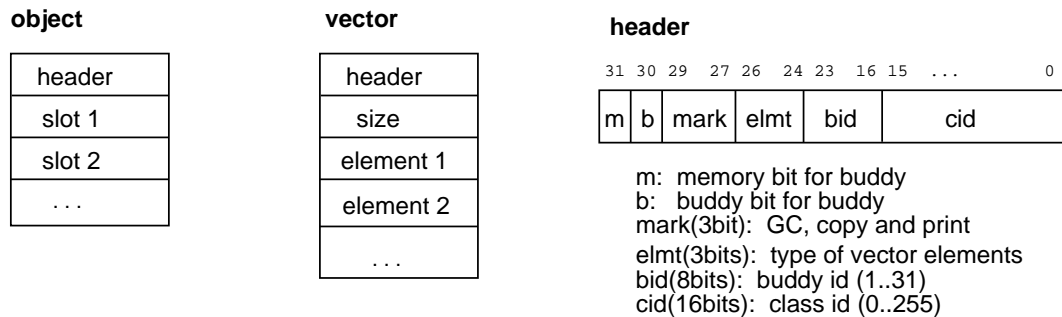 object
header
slot 1
slot 2
. . .
vector
header
size
element 1
element 2
. . .
header
31 30 29 27 26 24 23 16 15 ... 0
m b mark elmt bid cid
m: memory bit for buddy
b: buddy bit for buddy
mark(3bit): GC, copy and print
elmt(3bits): type of vector elements
bid(8bits): buddy id (1..31)
cid(16bits): class id (0..255)